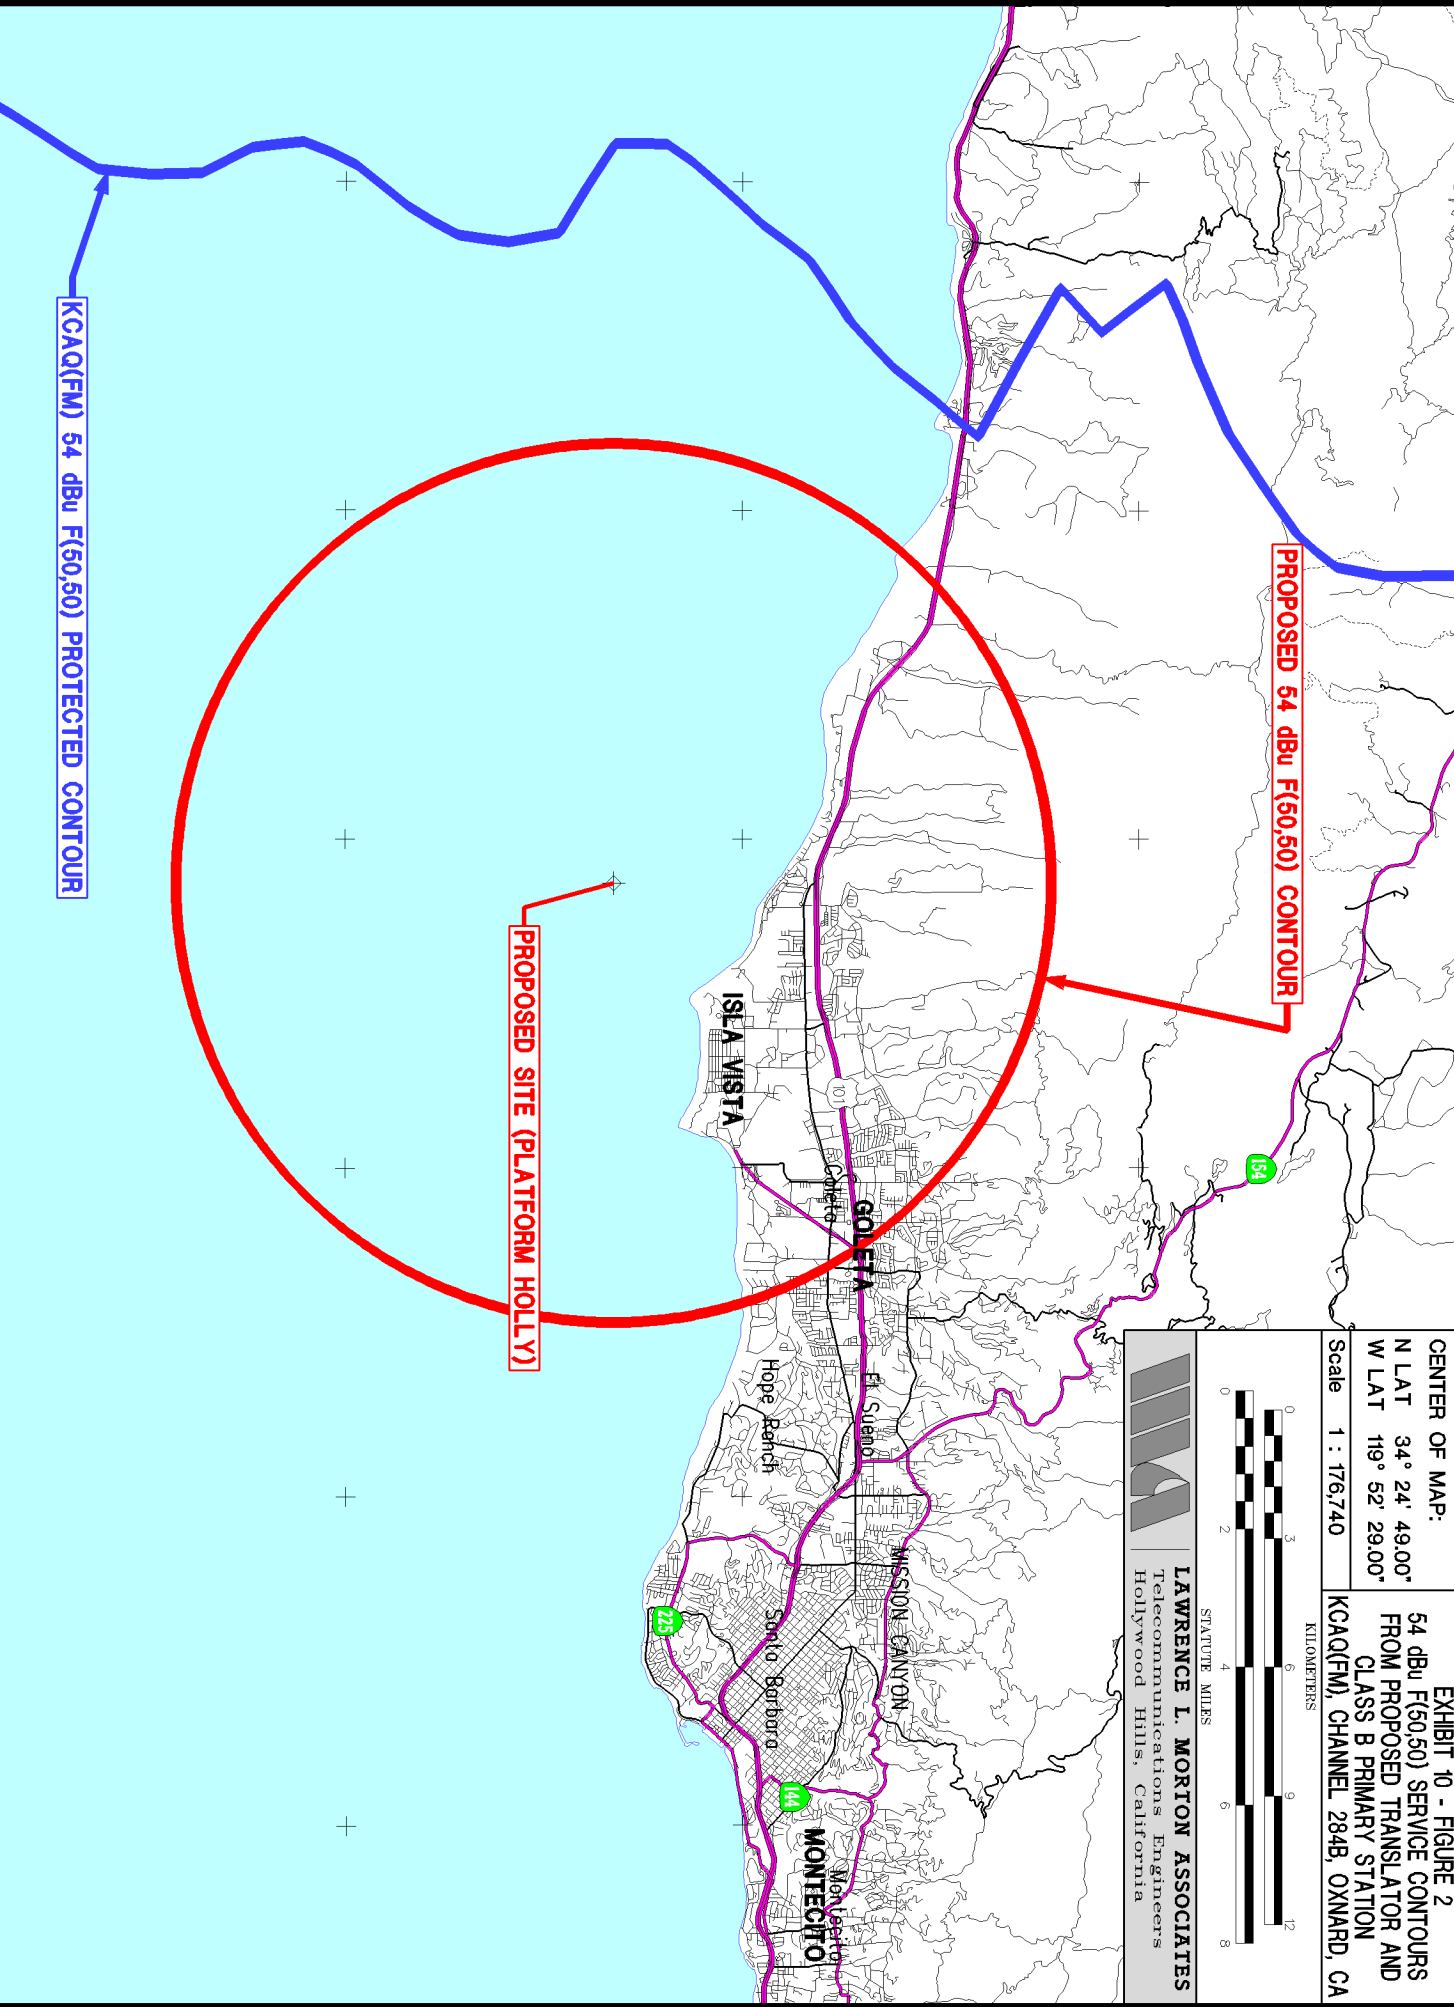 EXHIBIT 10 - FIGURE 2
54 dBu F(50,50) SERVICE CONTOURS
FROM PROPOSED TRANSLATOR AND
CLASS B PRIMARY STATION
KCAQ(FM), CHANNEL 284B, OXNARD, CA
CENTER OF MAP:
N LAT 34° 24' 49.00"
W LAT 119° 52' 29.00"
Scale 1 : 176,740
KILOMETERS
0 3 6 9 12
0 2 4 6 8
STATUTE MILES
LAWRENCE L. MORTON ASSOCIATES
Telecommunications Engineers
Hollywood Hills, California
PROPOSED 54 dBu F(50,50) CONTOUR
154
MISSION CANYON
GOLETA
El Sueno
101
Goleta
Montecito
MONTECITO
144
Santa Barbara
Hope Ranch
ISLA VISTA
225
PROPOSED SITE (PLATFORM HOLLY)
KCAQ(FM) 54 dBu F(50,50) PROTECTED CONTOUR